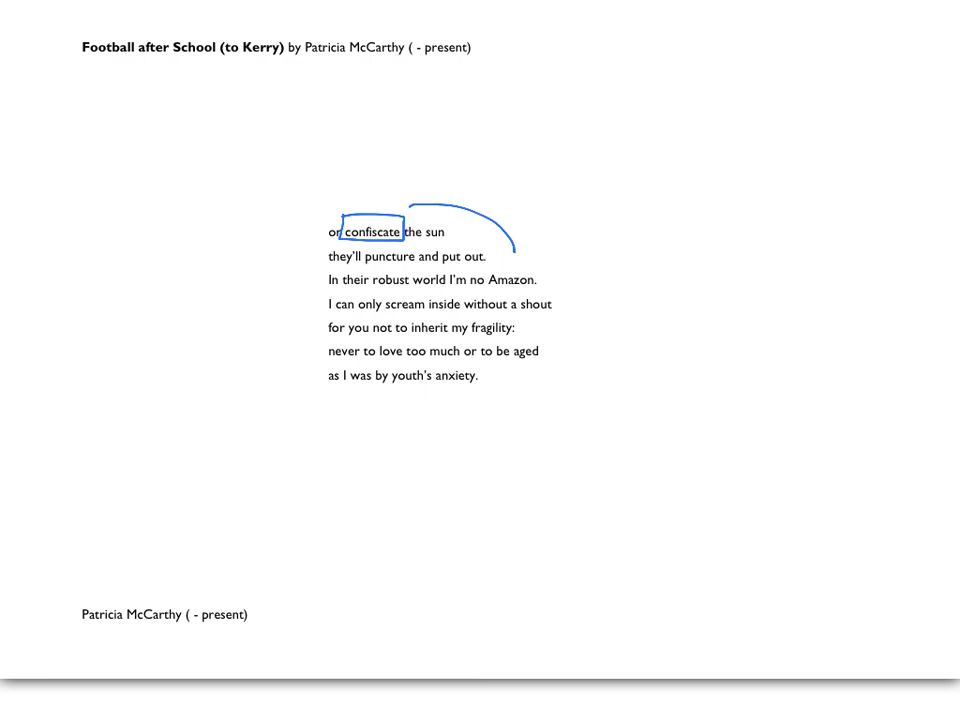 Football after School (to Kerry) by Patricia McCarthy ( - present)
or confiscate the sun
they'll puncture and put out.
In their robust world I'm no Amazon.
I can only scream inside without a shout
for you not to inherit my fragility:
never to love too much or to be aged
as I was by youth's anxiety.
Patricia McCarthy ( - present)